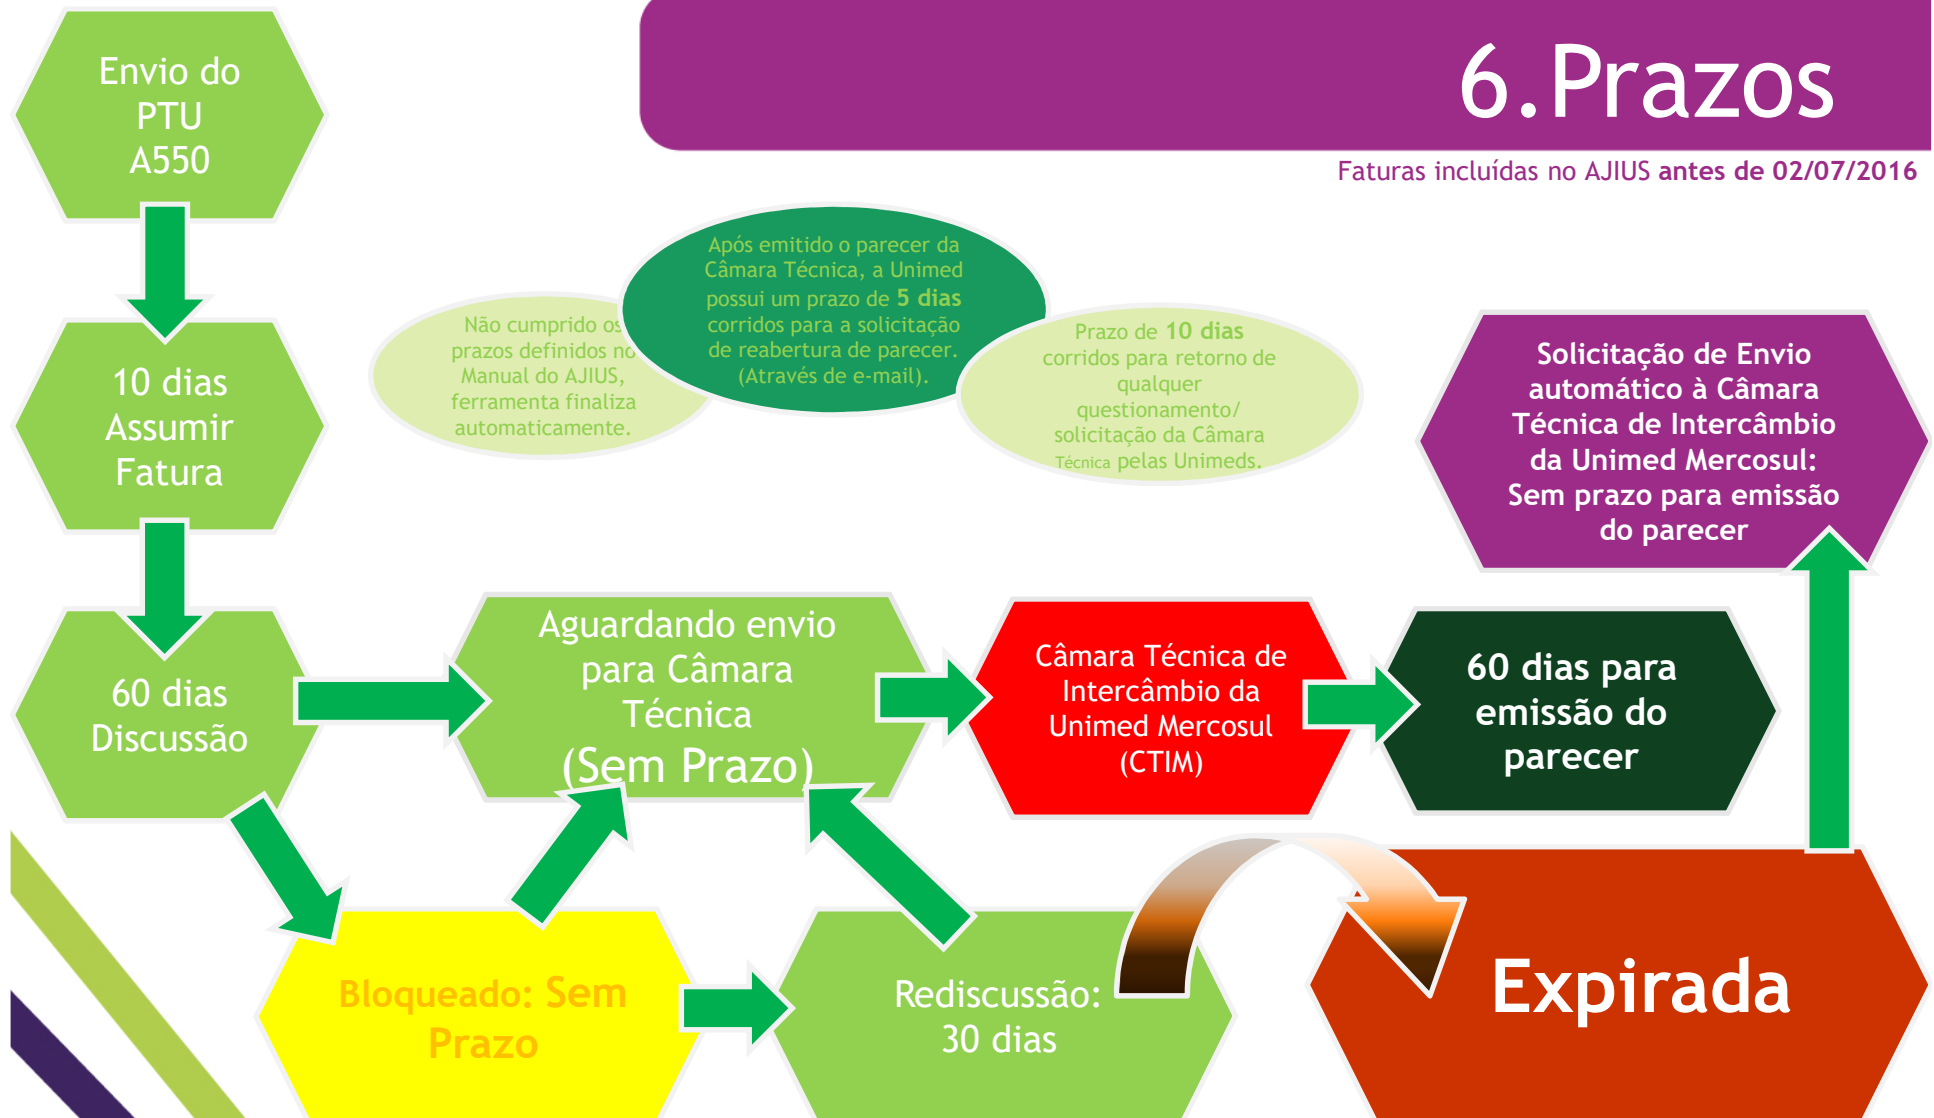 6.Prazos
Faturas incluídas no AJIUS antes de 02/07/2016
Envio do
PTU
A550
10 dias
Assumir
Fatura
60 dias
Discussão
Não cumprido os
prazos definidos no
Manual do AJIUS,
ferramenta finaliza
automaticamente.
Após emitido o parecer da
Câmara Técnica, a Unimed
possui um prazo de 5 dias
corridos para a solicitação
de reabertura de parecer.
(Através de e-mail).
Prazo de 10 dias
corridos para retorno de
qualquer
questionamento/
solicitação da Câmara
Técnica pelas Unimeds.
Solicitação de Envio
automático à Câmara
Técnica de Intercâmbio
da Unimed Mercosul:
Sem prazo para emissão
do parecer
Aguardando envio
para Câmara
Técnica
(Sem Prazo)
Câmara Técnica de
Intercâmbio da
Unimed Mercosul
(CTIM)
60 dias para
emissão do
parecer
Bloqueado: Sem
Prazo
Rediscussão:
30 dias
Expirada